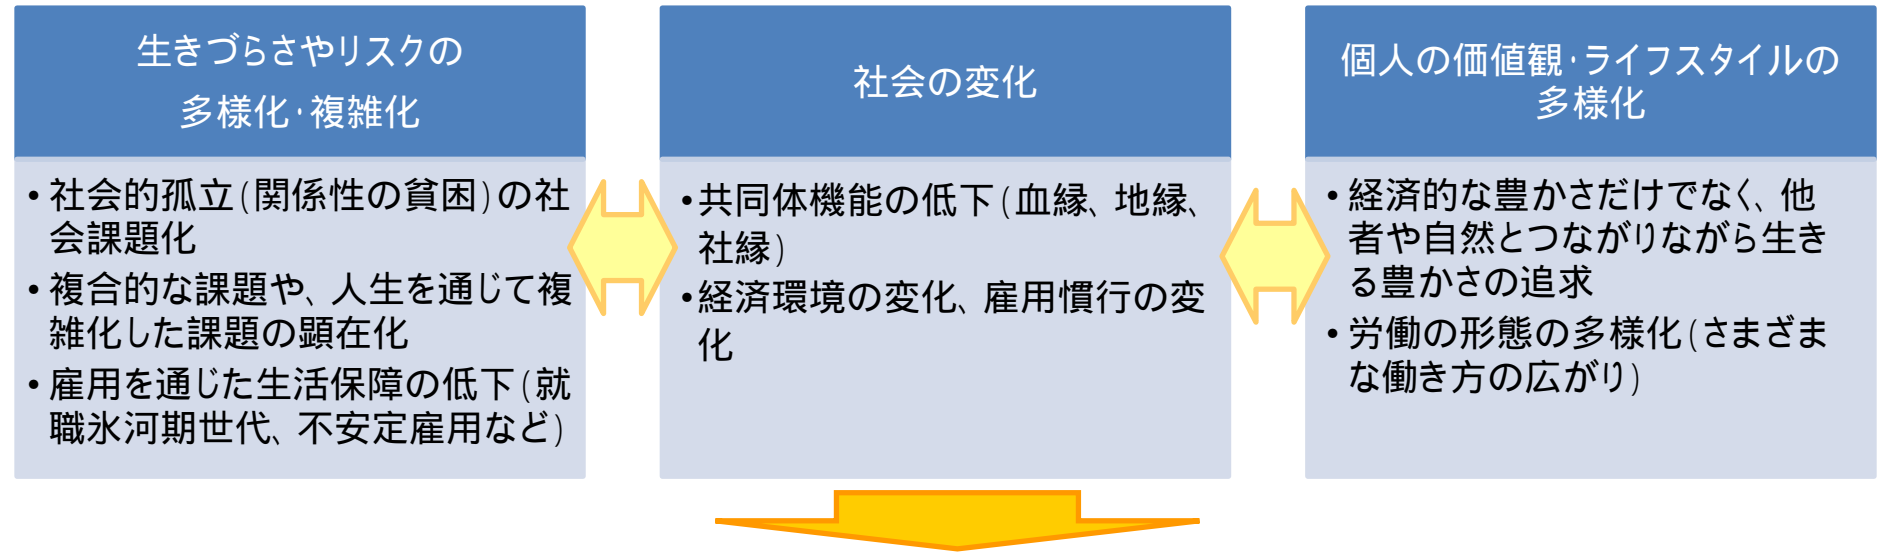 生きづらさやリスクの
多様化・複雑化
・社会的孤立(関係性の貧困)の社
会課題化
・複合的な課題や、人生を通じて複
雑化した課題の顕在化
・雇用を通じた生活保障の低下(就
職氷河期世代、不安定雇用など)
社会の変化
・共同体機能の低下(血縁、地縁、
社縁)
・経済環境の変化、雇用慣行の変
化
個人の価値観・ライフスタイルの
多様化
・経済的な豊かさだけでなく、他
者や自然とつながりながら生き
る豊かさの追求
・労働の形態の多様化(さまざま
な働き方の広がり)